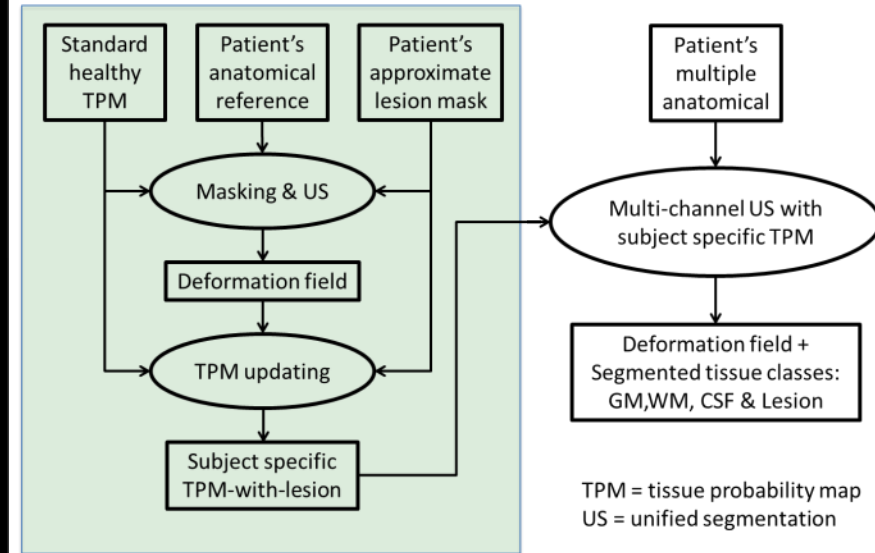 Standard
healthy
TPM
Patient's
anatomical
reference
Patient's
approximate
lesion mask
Patient's
multiple
anatomical
Masking & US
Multi-channel US with
subject specific TPM
Deformation field
TPM updating
Deformation field +
Segmented tissue classes:
GM,WM, CSF & Lesion
Subject specific
TPM-with-lesion
TPM = tissue probability map
US = unified segmentation